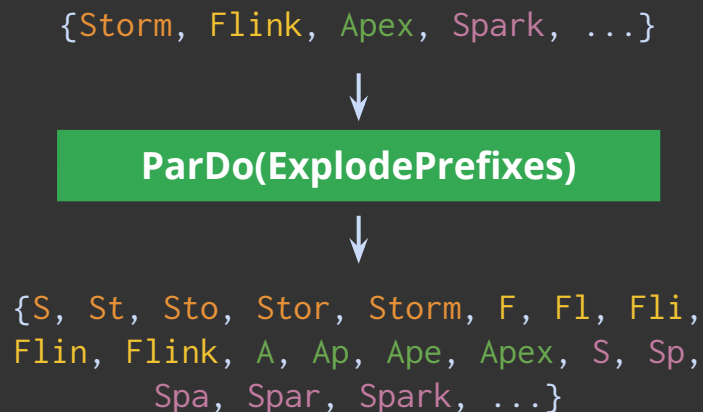 {Storm, Flink, Apex, Spark, ...}
ParDo(ExplodePrefixes)
{S, St, Sto, Stor, Storm, F, Fl, Fli,
Flin, Flink, A, Ap, Ape, Apex, S, Sp,
Spa, Spar, Spark, ...}